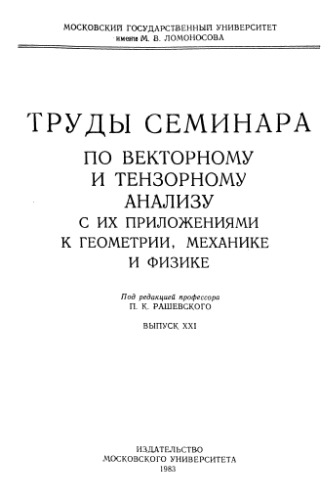 МОСКОВСКИЙ ГОСУДАРСТВЕННЫЙ УНИВЕРСИТЕТ
имени М. В. ЛОМОНОСОВА
ТРУДЫ СЕМИНАРА
ПО ВЕКТОРНОМУ
И ТЕНЗОРНОМУ
АНАЛИЗУ
С ИХ ПРИЛОЖЕНИЯМИ
К ГЕОМЕТРИИ, МЕХАНИКЕ
И ФИЗИКЕ
Под редакцией профессора
П. К. РАШЕВСКОГО
ВЫПУСК XXI
ИЗДАТЕЛЬСТВО
МОСКОВСКОГО УНИВЕРСИТЕТА
1983